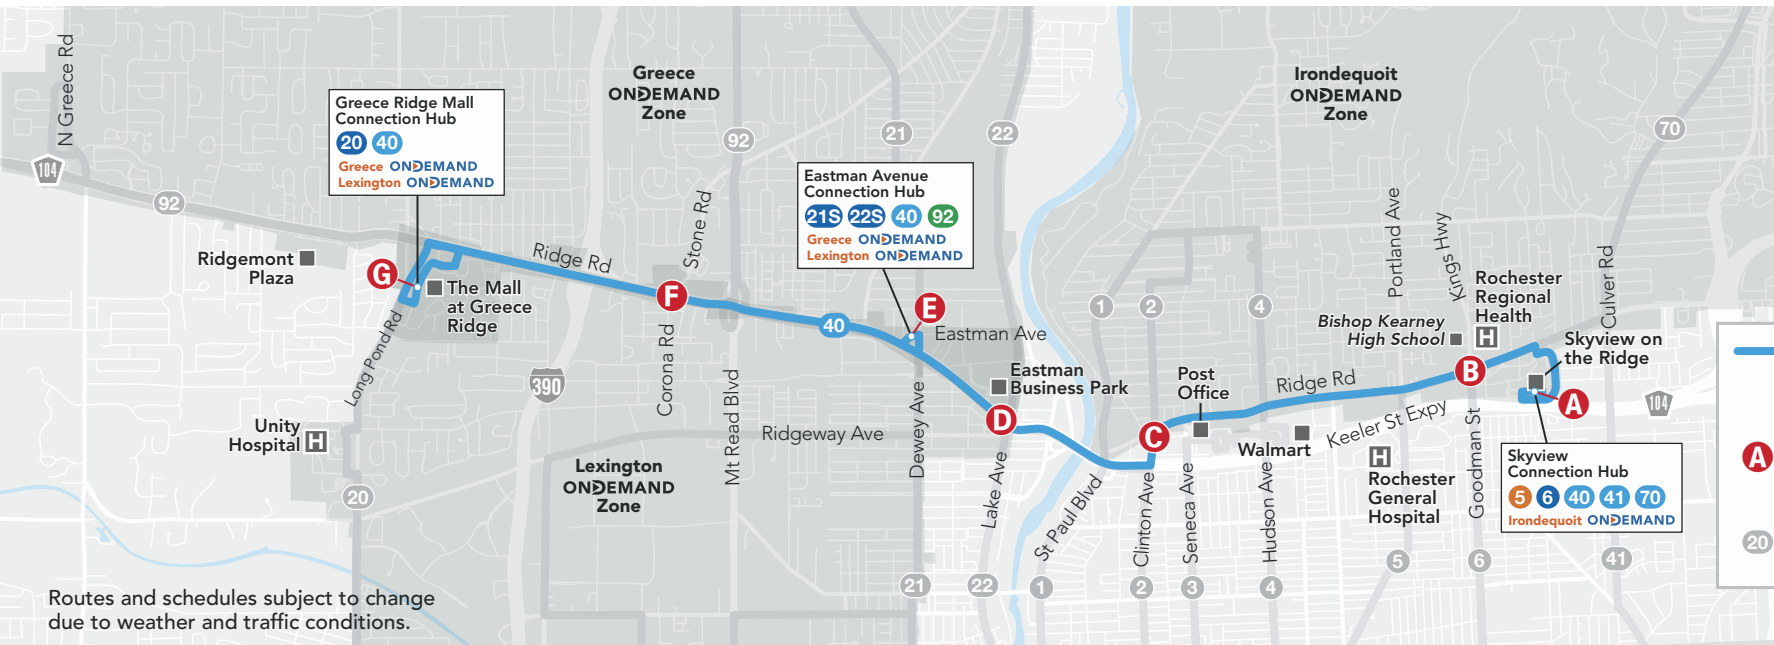 N Greece Rd
104
92
Greece Ridge Mall
Connection Hub
20 40
Greece ONDEMAND
Lexington ONDEMAND
Ridgemont
Plaza
G
The Mall
at Greece
Ridge
Long Pond Rd
Unity
Hospital H
20
Routes and schedules subject to change
due to weather and traffic conditions.
Greece
ONDEMAND
Zone
Ridge Rd
390
92
Stone Rd
F
Corona Rd
Mt Read Blvd
Lexington
ONDEMAND
Zone
Ridgeway Ave
40
21
22
Eastman Avenue
Connection Hub
21S 22S 40 92
Greece ONDEMAND
Lexington ONDEMAND
E
Eastman Ave
Eastman
Business Park
Dewey Ave
D
Lake Ave
21
22
St Paul Blvd
1
1
2
4
C
Clinton Ave
2
Post
Office
Seneca Ave
3
Walmart
Hudson Ave
4
Irondequoit
ONDEMAND
Zone
Ridge Rd
Keeler St Expy
Portland Ave
Kings Hwy
70
Bishop Kearney
High School
Rochester
Regional
Health
H
B
Culver Rd
Skyview on
the Ridge
A
104
H
Rochester
General
Hospital
Goodman St
5
6
Skyview
Connection Hub
5 6 40 41 70
Irondequoit ONDEMAND
41
A
20